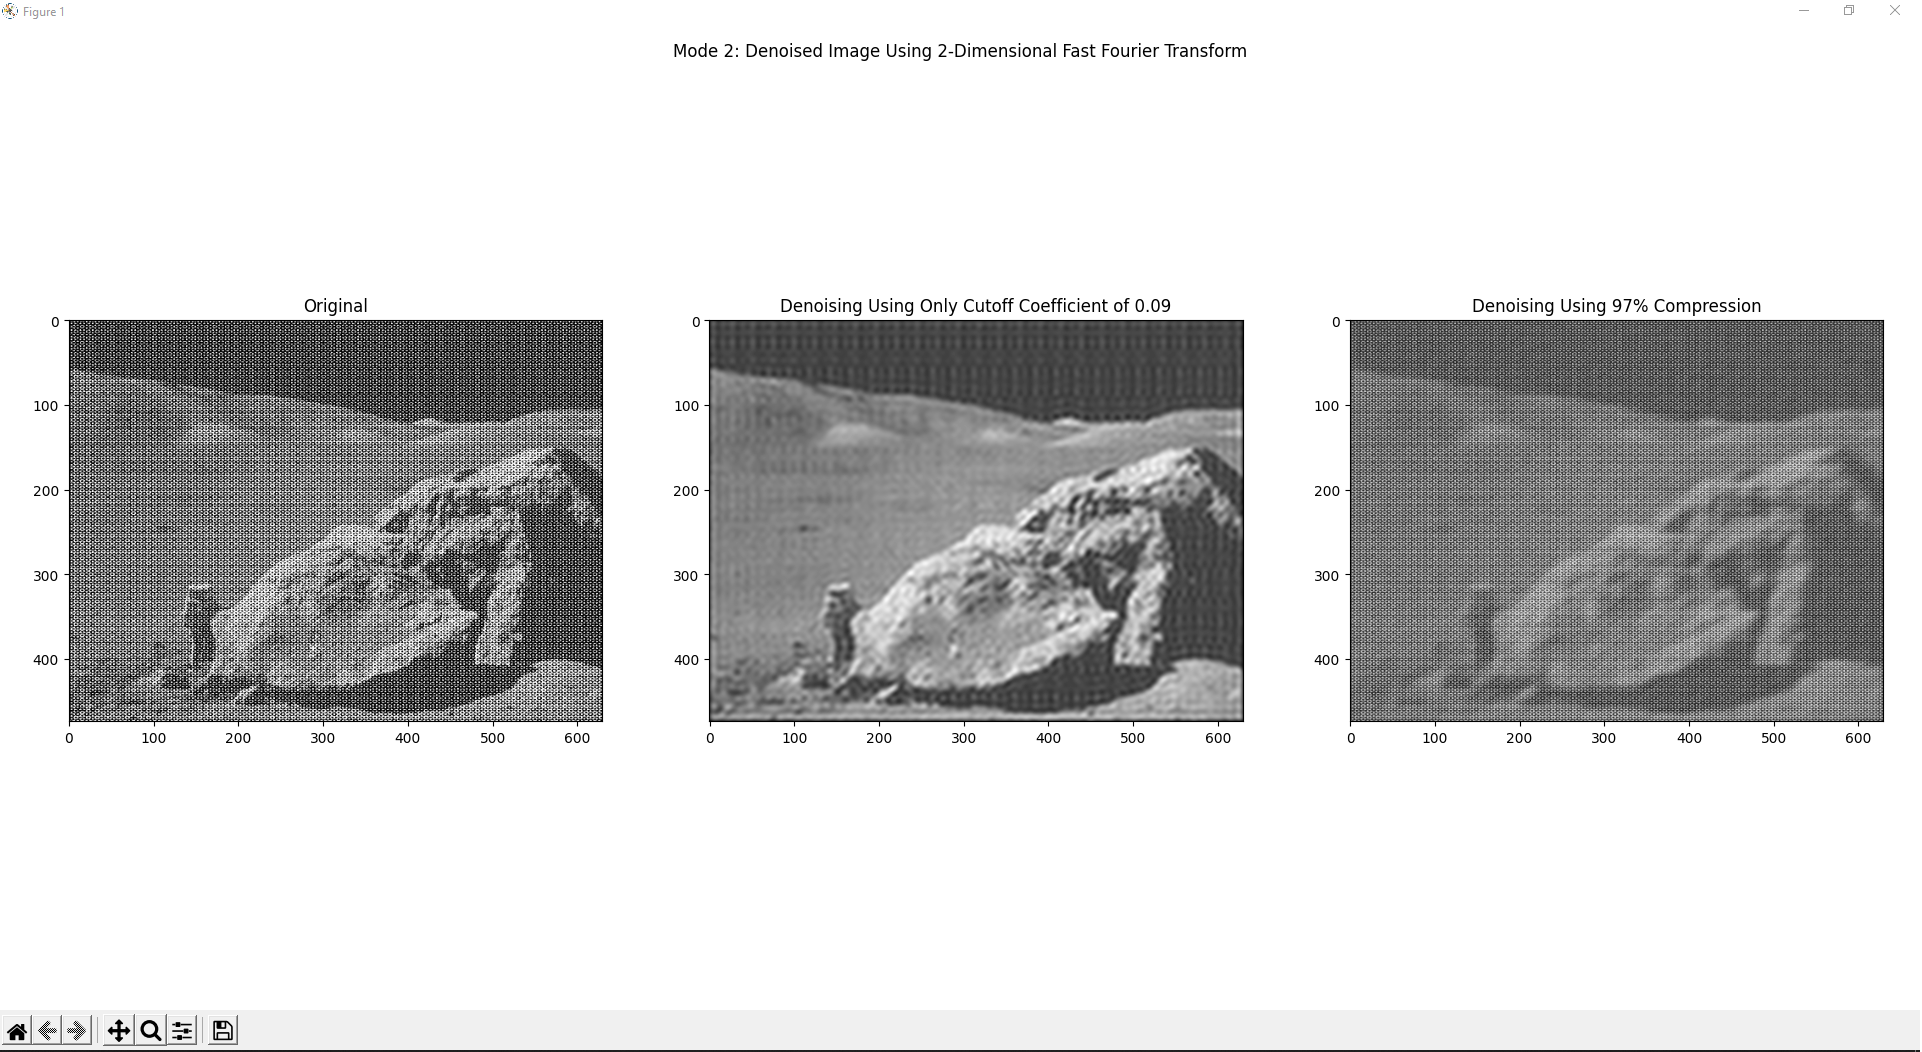 Figure 1
Mode 2: Denoised Image Using 2-Dimensional Fast Fourier Transform
Original
0
100
200
300
400
0 100 200 300 400 500 600
Denoising Using Only Cutoff Coefficient of 0.09
0
100
200
300
400
0 100 200 300 400 500 600
Denoising Using 97% Compression
0
100
200
300
400
0 100 200 300 400 500 600